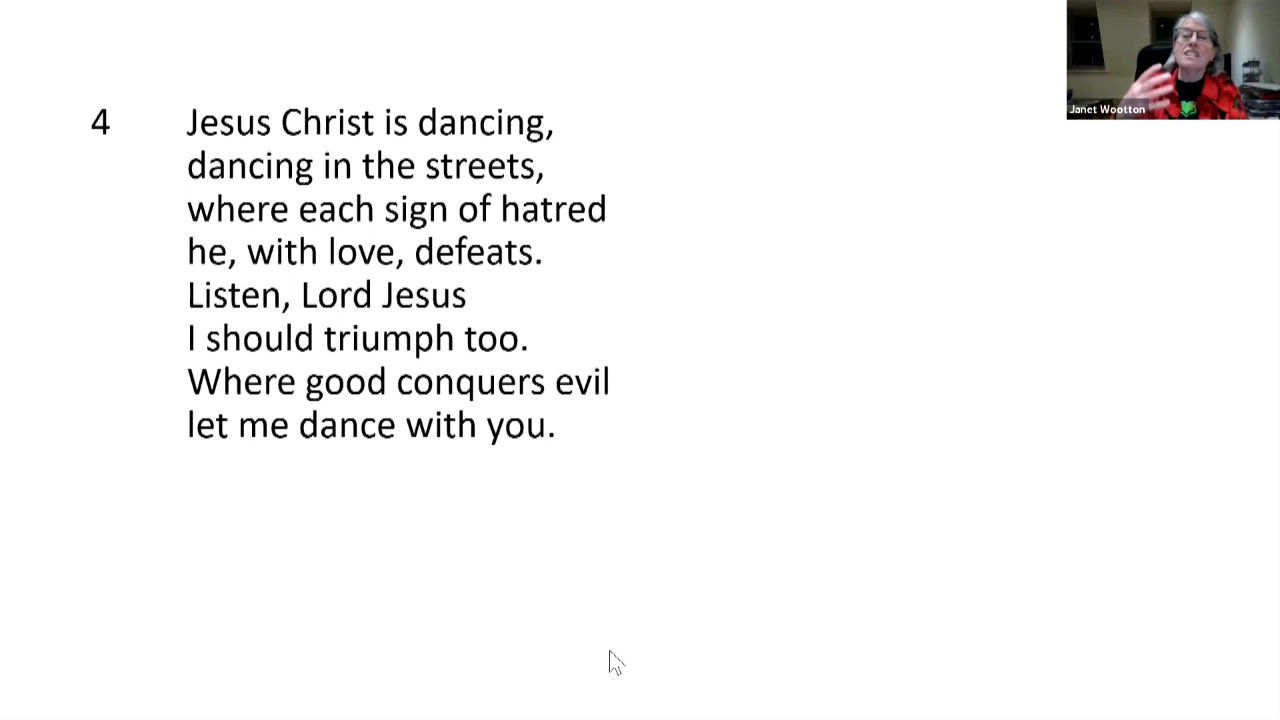 4
Jesus Christ is dancing,
dancing in the streets,
where each sign of hatred
he, with love, defeats.
Listen, Lord Jesus
I should triumph too.
Where good conquers evil
let me dance with you.
Janet Wootton